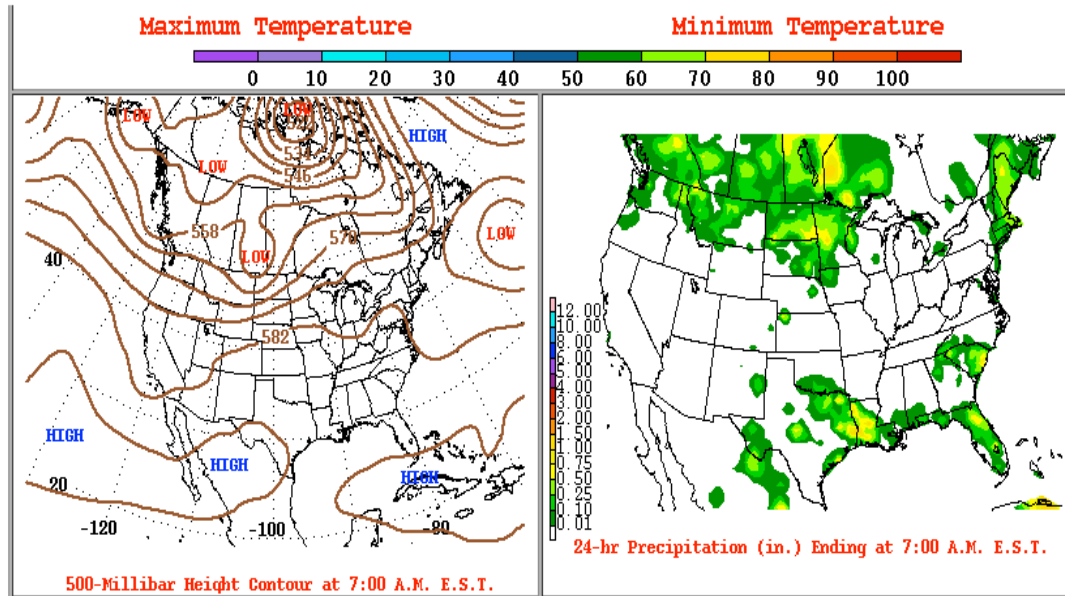 Maximum Temperature
Minimum Temperature
0 10 20 30 40 50 60 70 80 90 100
LOW
LOW
522
HIGH
534
LOW
546
558
570
LOW
LOW
40
582
HIGH
HIGH
HIGH
20
-120
-100
-80
500-Millibar Height Contour at 7:00 A.M. E.S.T.
12.00
10.00
8.00
6.00
5.00
4.00
3.00
2.00
1.50
1.00
0.75
0.50
0.25
0.10
0.01
24-hr Precipitation (in.) Ending at 7:00 A.M. E.S.T.